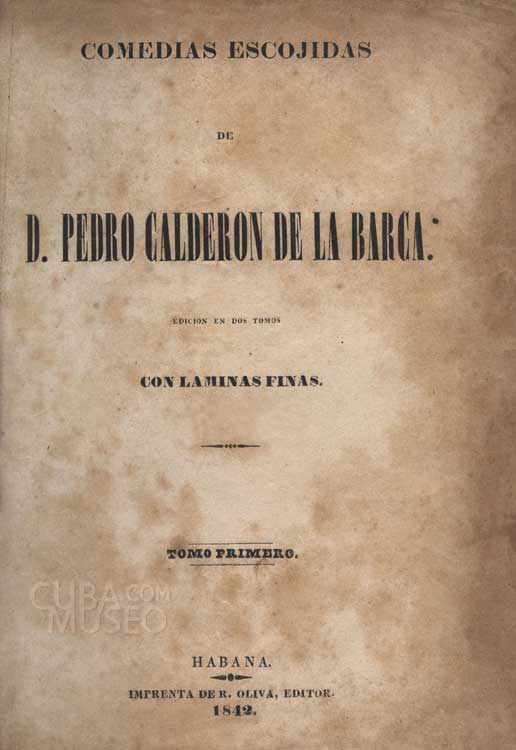 COMEDIAS ESCOJIDAS
DE
D. PEDRO CALDERON DE LA BARCA.
EDICION EN DOS TOMOS
CON LAMINAS FINAS.
TOMO PRIMERO.
CUBA.COM
MUSEO
HABANA.
IMPRENTA DE R. OLIVA, EDITOR.
1842.